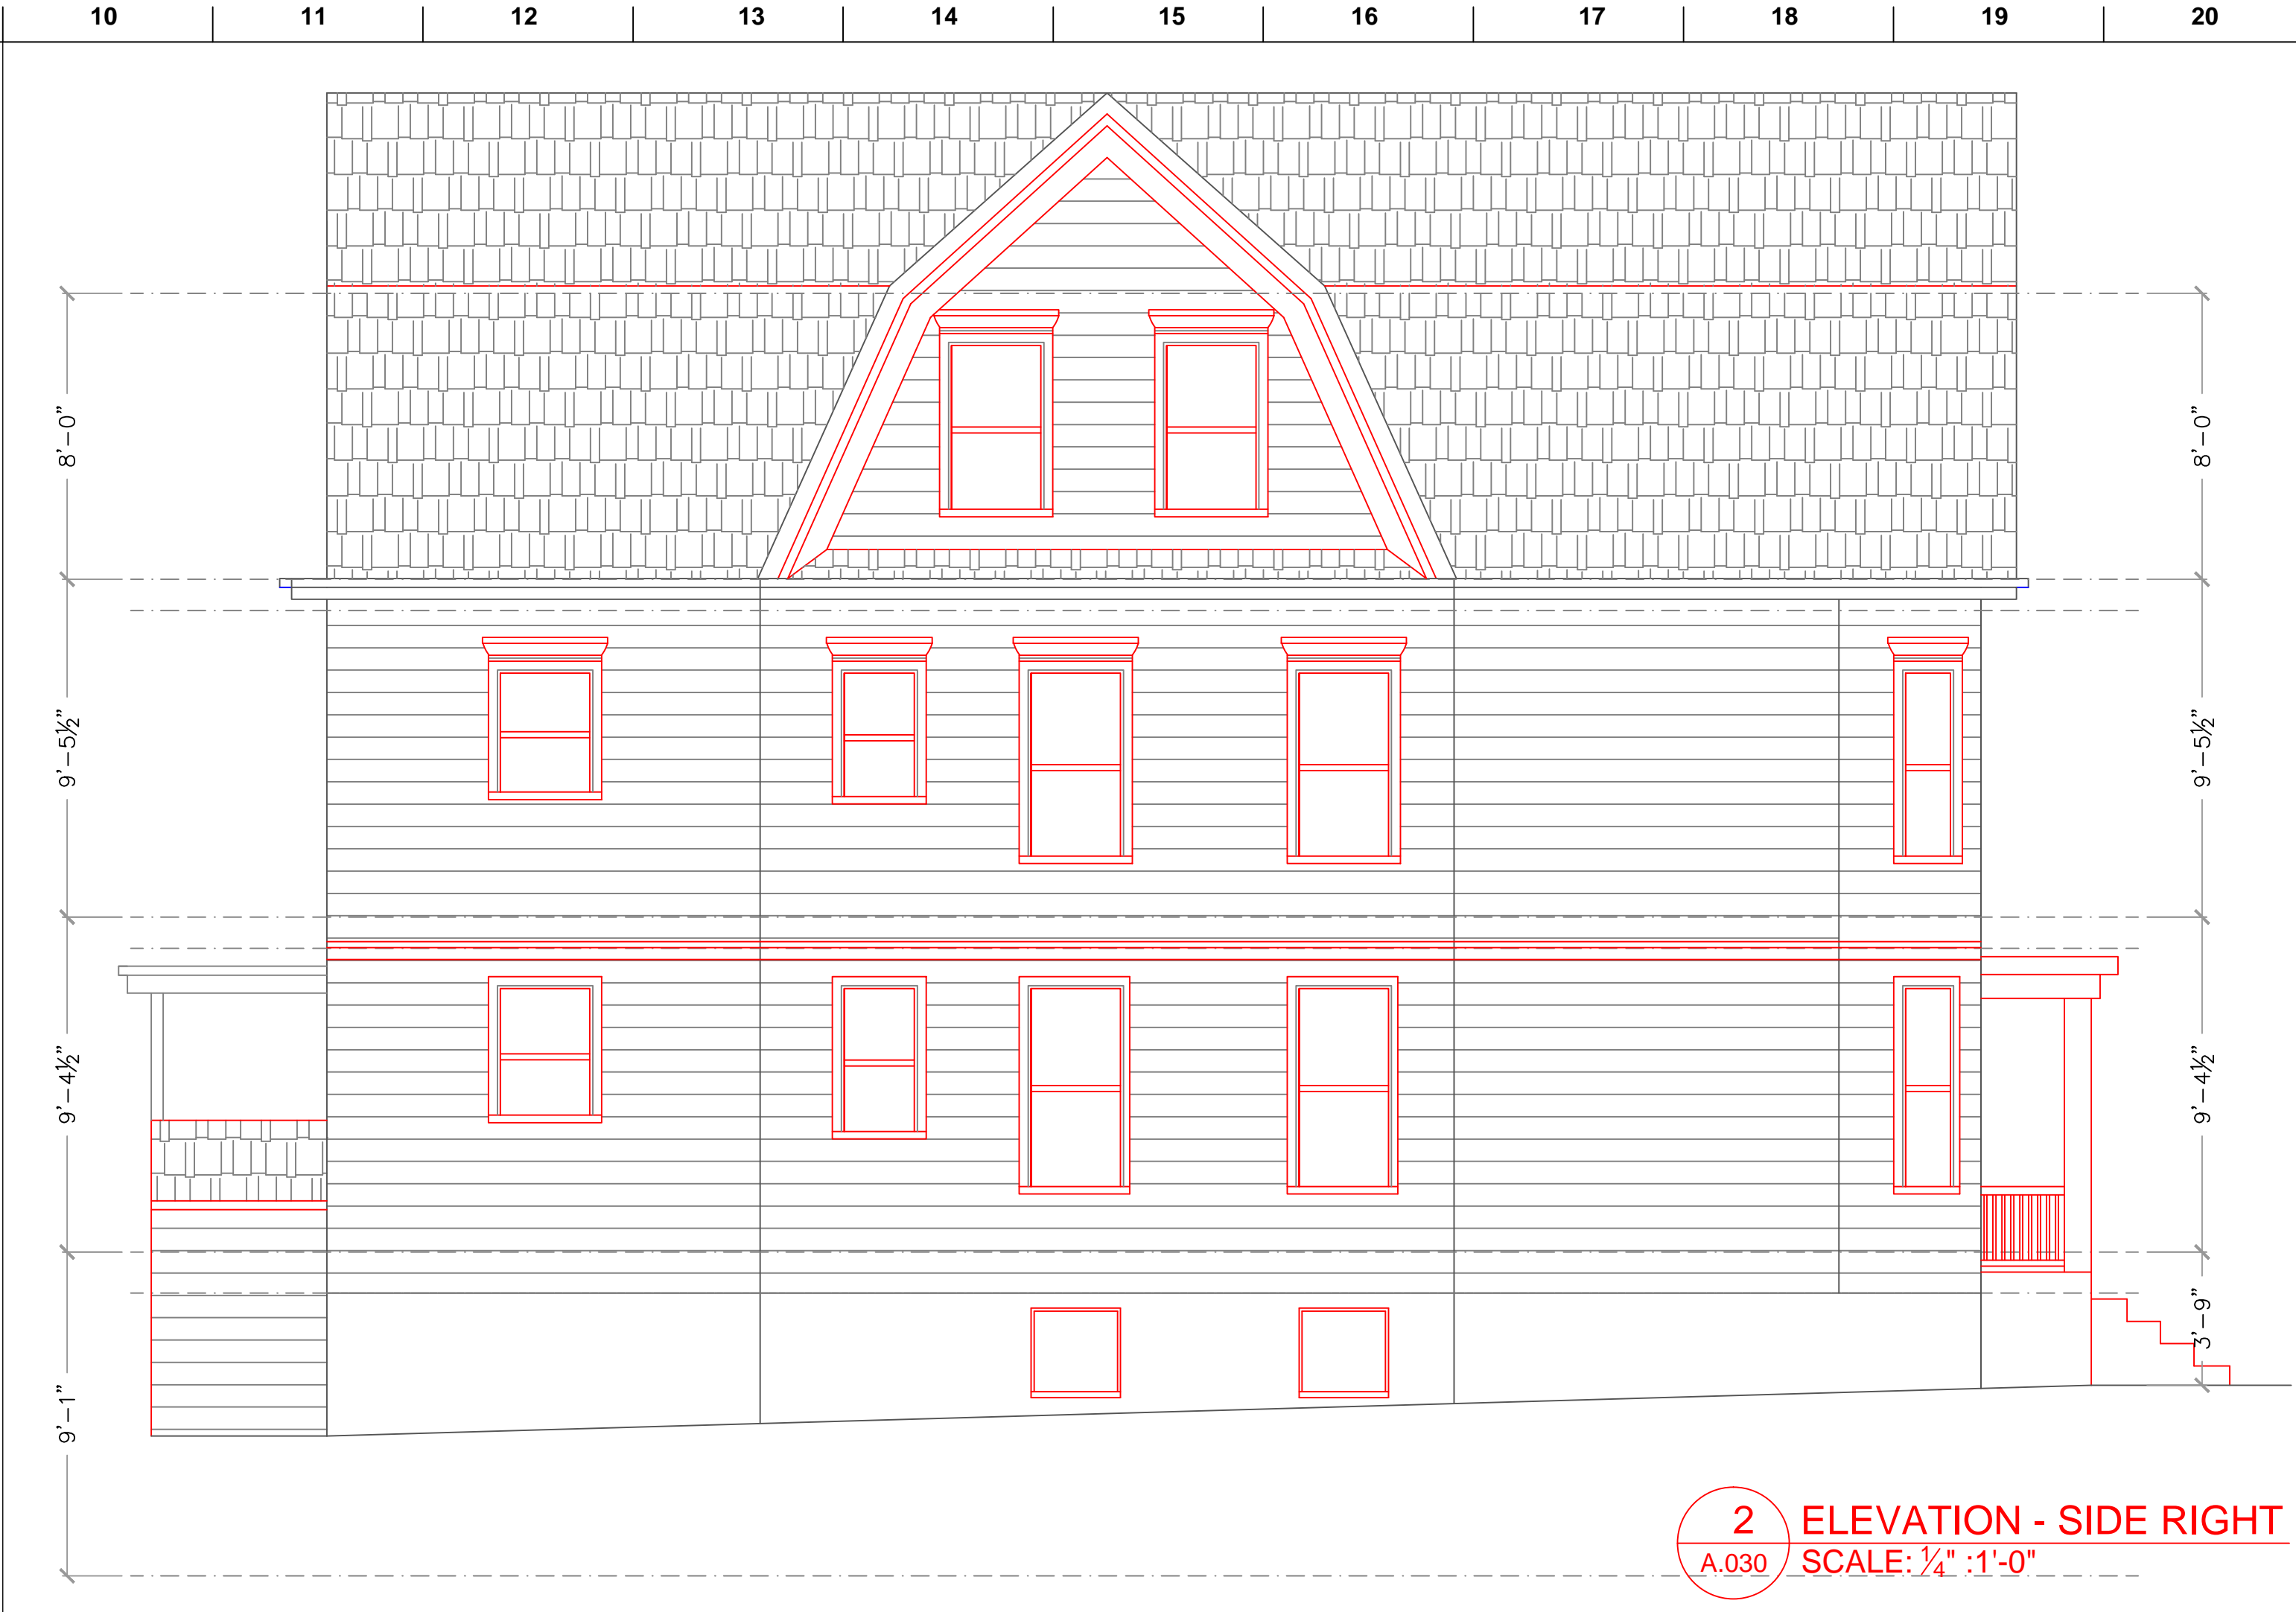 10 11 12 13 14 15 16 17 18 19 20
8'-0" 8'-0"
9'-5½" 9'-5½"
9'-4½" 9'-4½"
3'-9"
9'-1"
2 ELEVATION - SIDE RIGHT
A.030 SCALE: ¼" :1'-0"